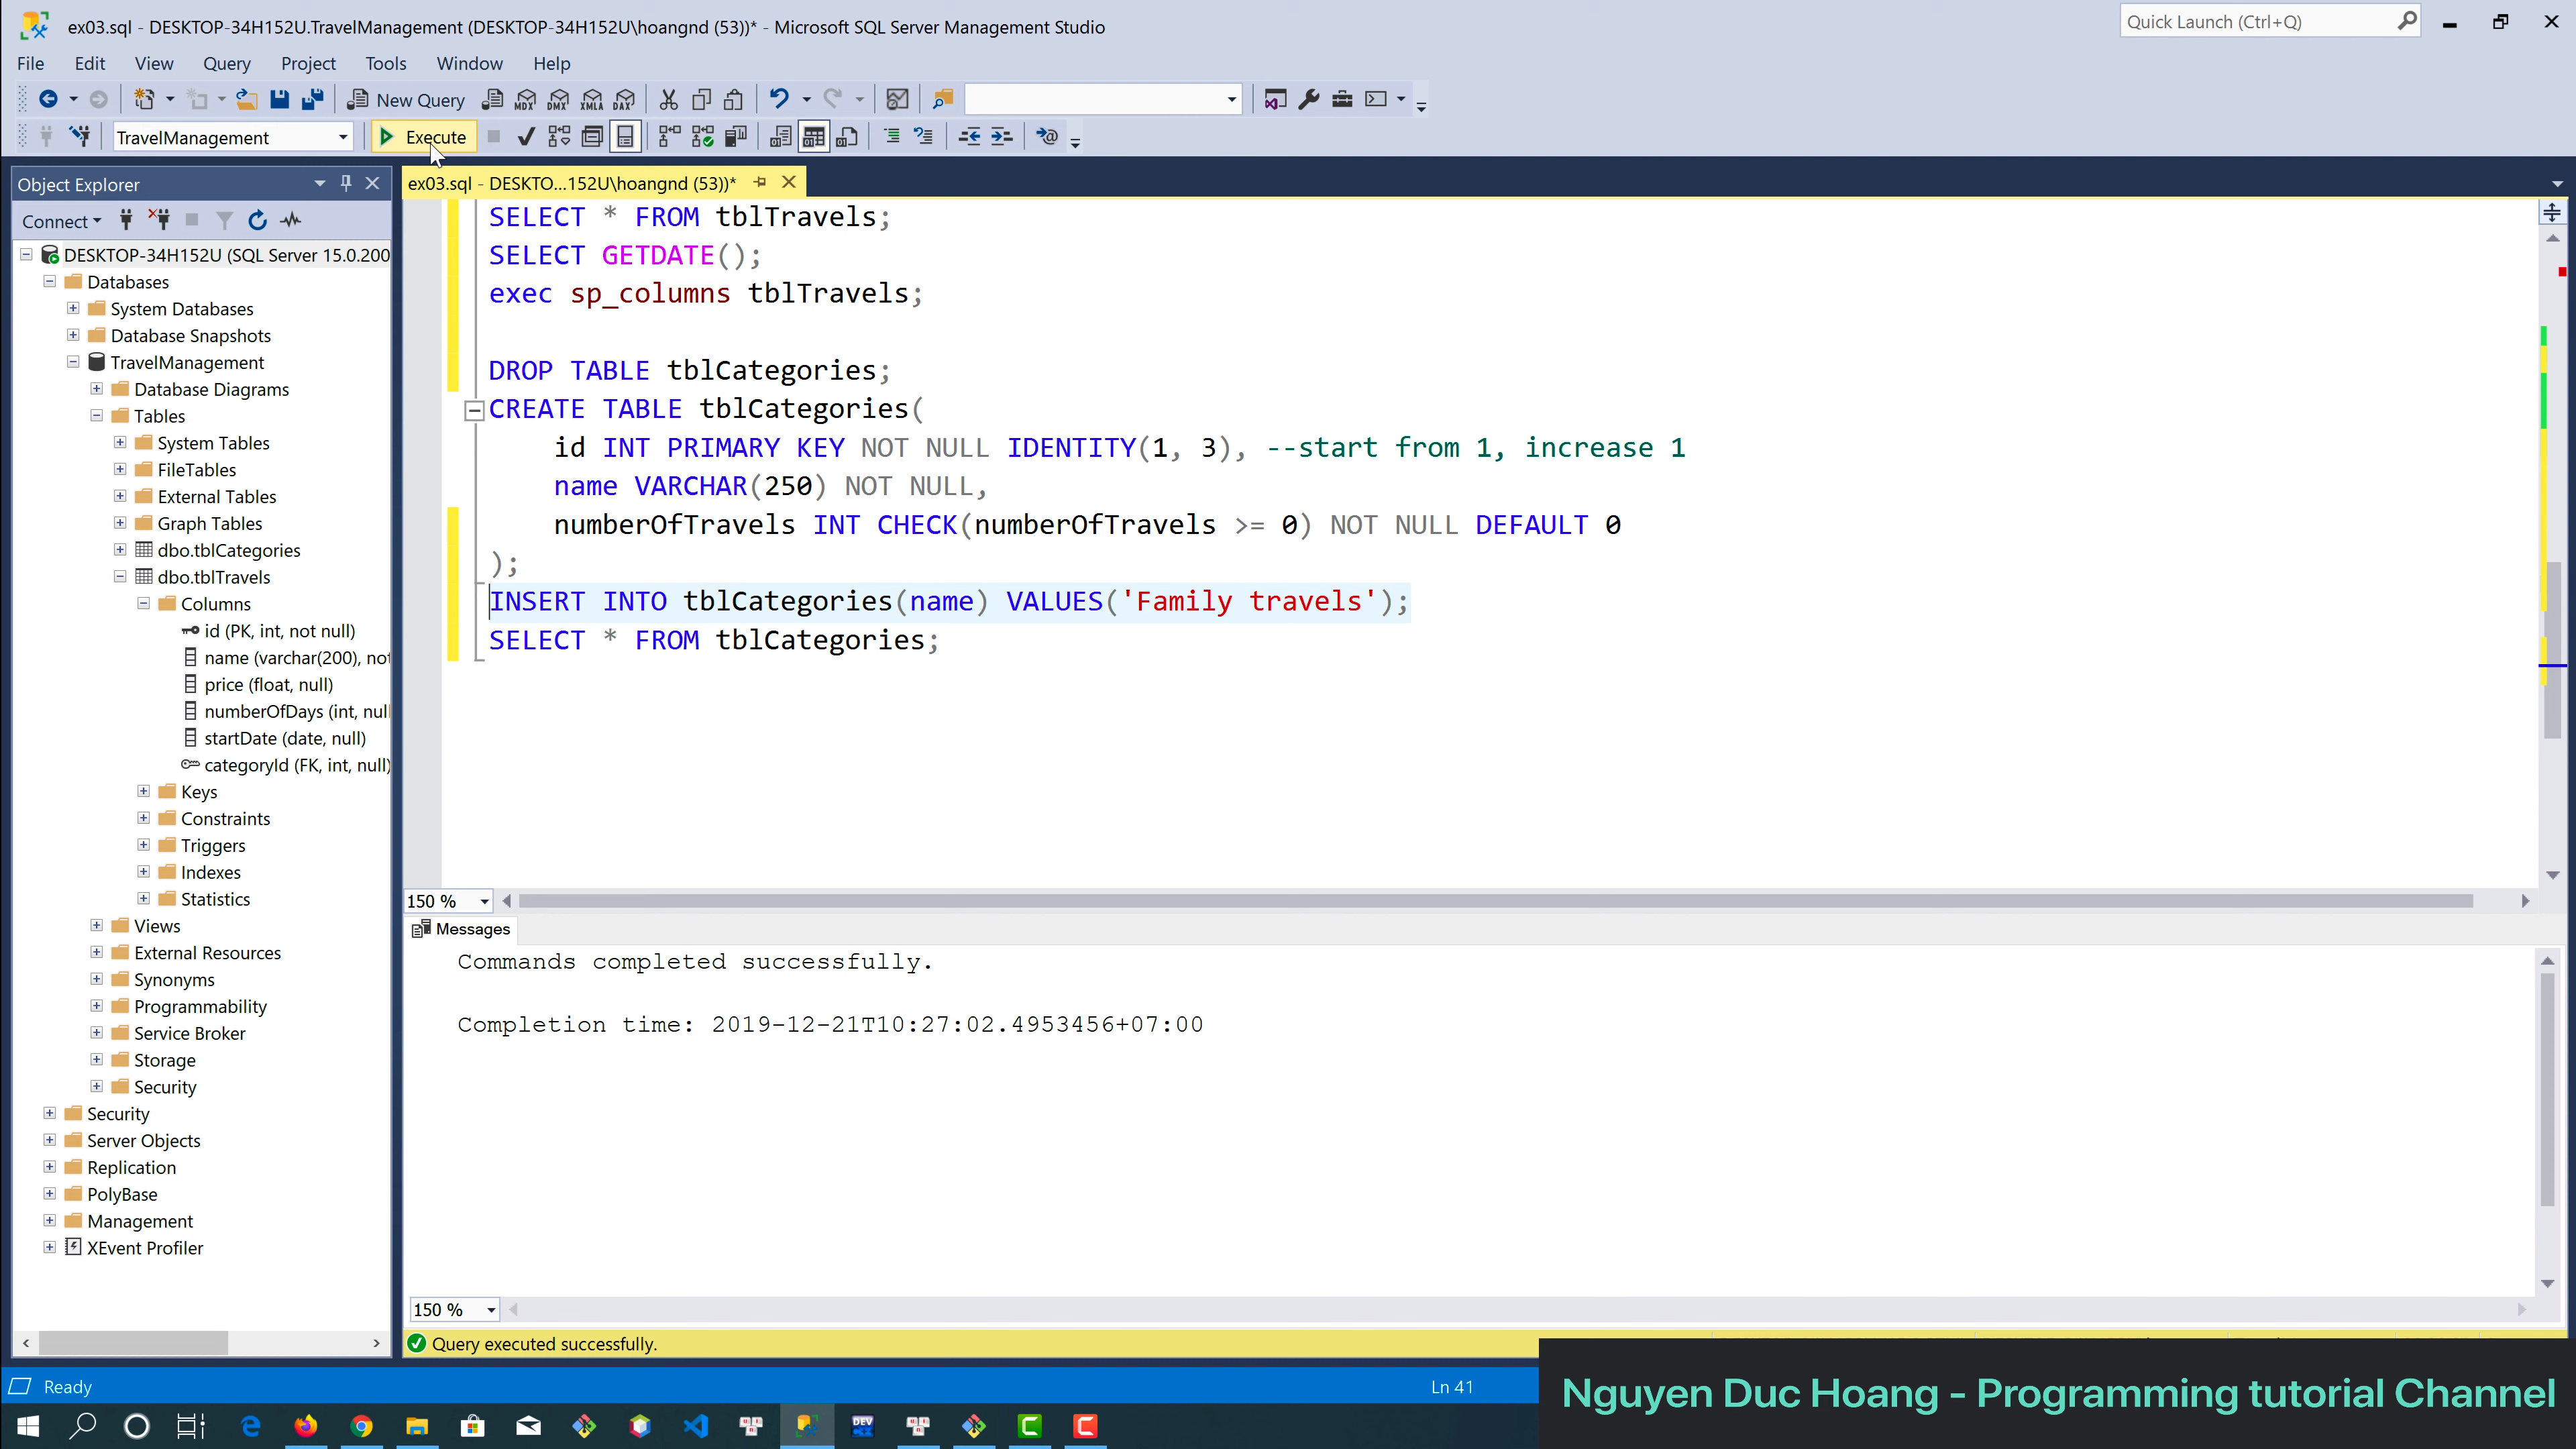 ex03.sql - DESKTOP-34H152U.TravelManagement (DESKTOP-34H152U\hoangnd (53))* - Microsoft SQL Server Management Studio
Quick Launch (Ctrl+Q)
File Edit View Query Project Tools Window Help
New Query MDX DMX XMLA DAX
TravelManagement Execute
Object Explorer
ex03.sql - DESKTO...152U\hoangnd (53))*
Connect
DESKTOP-34H152U (SQL Server 15.0.200
Databases
System Databases
Database Snapshots
TravelManagement
Database Diagrams
Tables
System Tables
FileTables
External Tables
Graph Tables
dbo.tblCategories
dbo.tblTravels
Columns
id (PK, int, not null)
name (varchar(200), not
price (float, null)
numberOfDays (int, null
startDate (date, null)
categoryId (FK, int, null)
Keys
Constraints
Triggers
Indexes
Statistics
Views
External Resources
Synonyms
Programmability
Service Broker
Storage
Security
Security
Server Objects
Replication
PolyBase
Management
XEvent Profiler
SELECT * FROM tblTravels;
SELECT GETDATE();
exec sp_columns tblTravels;
DROP TABLE tblCategories;
CREATE TABLE tblCategories(
id INT PRIMARY KEY NOT NULL IDENTITY(1, 3), --start from 1, increase 1
name VARCHAR(250) NOT NULL,
numberOfTravels INT CHECK(numberOfTravels >= 0) NOT NULL DEFAULT 0
);
INSERT INTO tblCategories(name) VALUES('Family travels');
SELECT * FROM tblCategories;
150 %
Messages
Commands completed successfully.
Completion time: 2019-12-21T10:27:02.4953456+07:00
150 %
Query executed successfully.
Ready
Ln 41
Nguyen Duc Hoang - Programming tutorial Channel
DEV